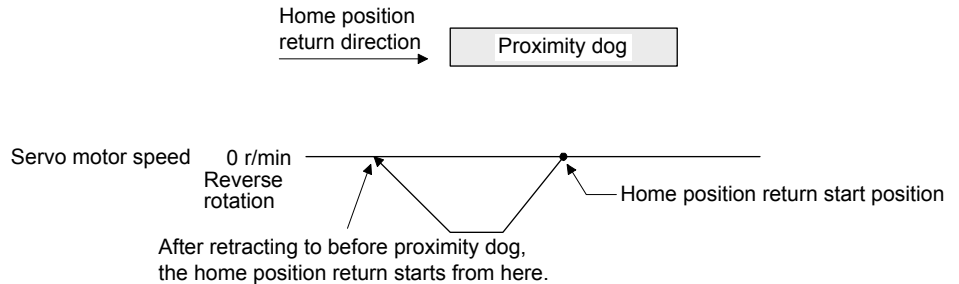 Home position
return direction
Proximity dog
Servo motor speed 0 r/min
Reverse
rotation
Home position return start position
After retracting to before proximity dog,
the home position return starts from here.